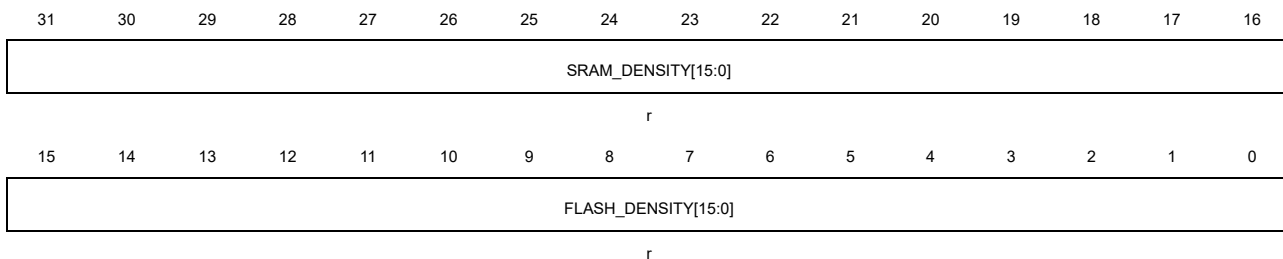 31 30 29 28 27 26 25 24 23 22 21 20 19 18 17 16
SRAM_DENSITY[15:0]
r
15 14 13 12 11 10 9 8 7 6 5 4 3 2 1 0
FLASH_DENSITY[15:0]
r